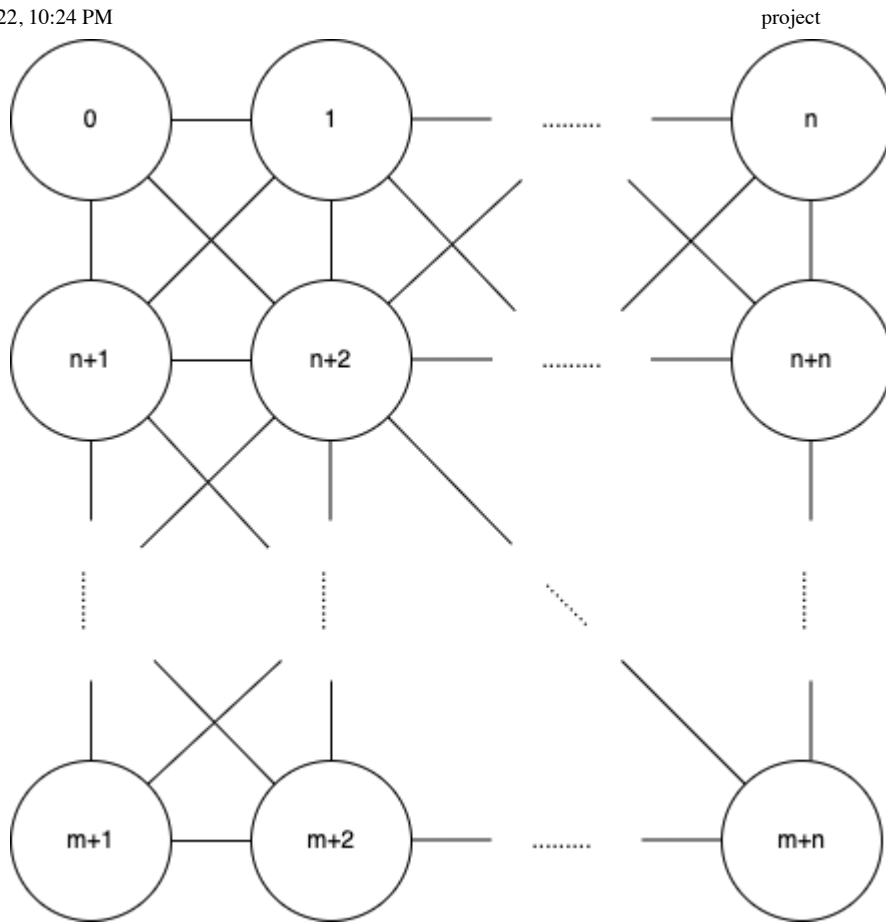 22, 10:24 PM project
0 1 ......... n
n+1 n+2 ......... n+n
m+1 m+2 ......... m+n